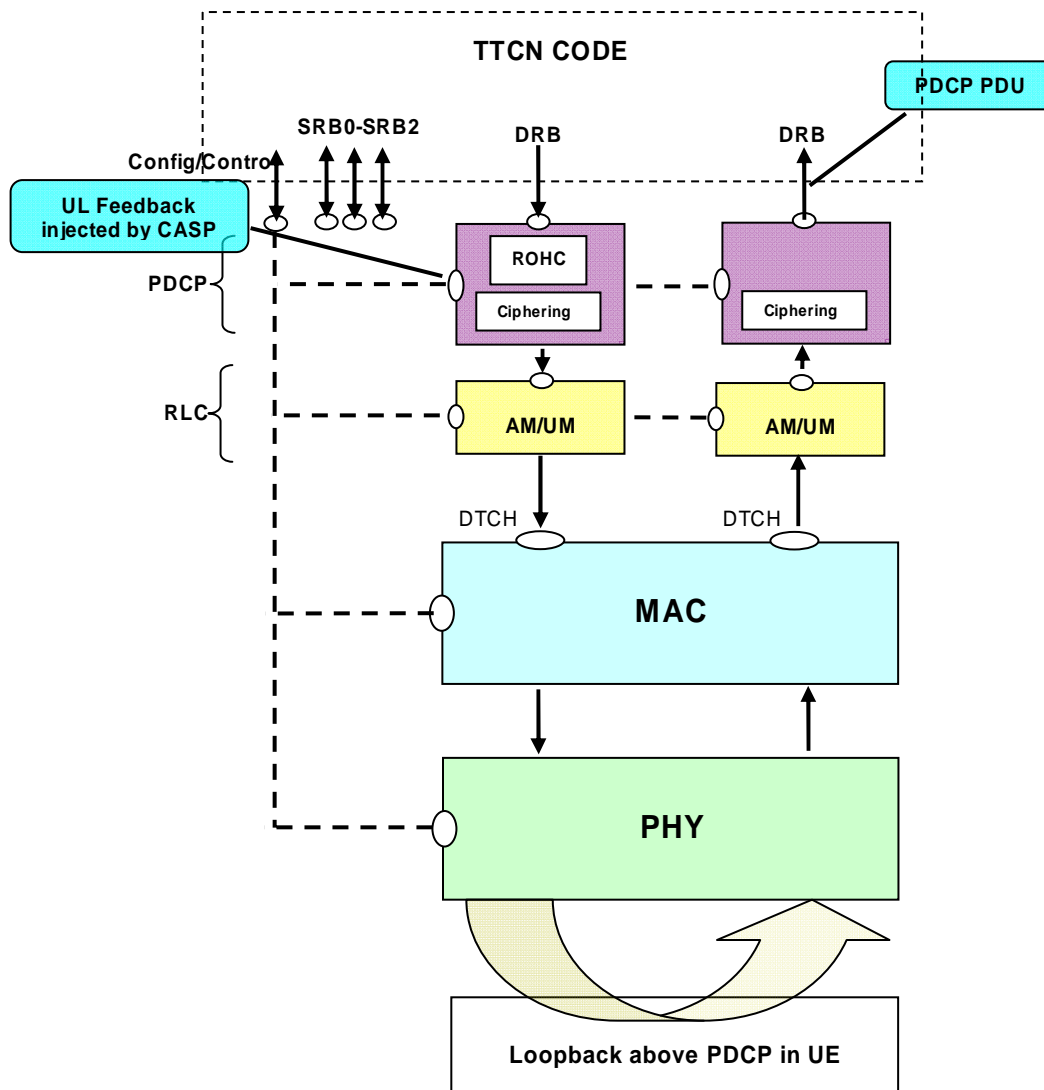 TTCN CODE
PDCP PDU
SRB0-SRB2
DRB
DRB
Config/Contro
UL Feedback
injected by CASP
ROHC
PDCP
Ciphering
Ciphering
RLC
AM/UM
AM/UM
DTCH
DTCH
MAC
PHY
Loopback above PDCP in UE